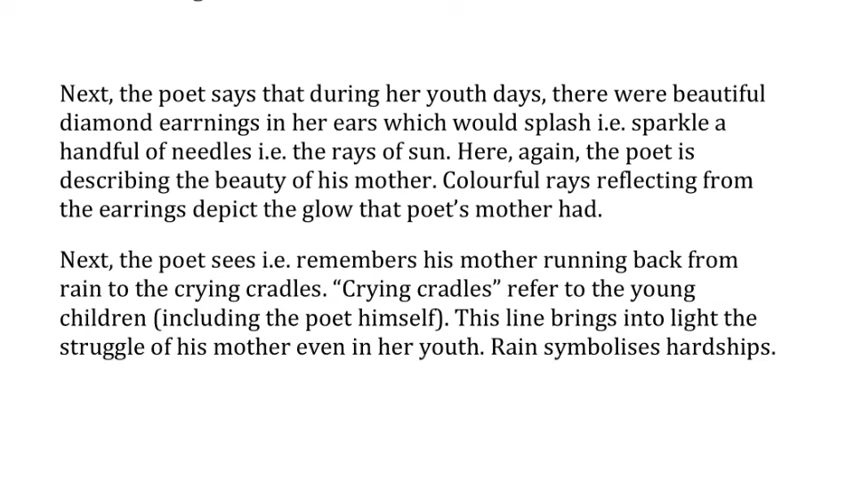 Next, the poet says that during her youth days, there were beautiful
diamond earrnings in her ears which would splash i.e. sparkle a
handful of needles i.e. the rays of sun. Here, again, the poet is
describing the beauty of his mother. Colourful rays reflecting from
the earrings depict the glow that poet’s mother had.
Next, the poet sees i.e. remembers his mother running back from
rain to the crying cradles. “Crying cradles” refer to the young
children (including the poet himself). This line brings into light the
struggle of his mother even in her youth. Rain symbolises hardships.